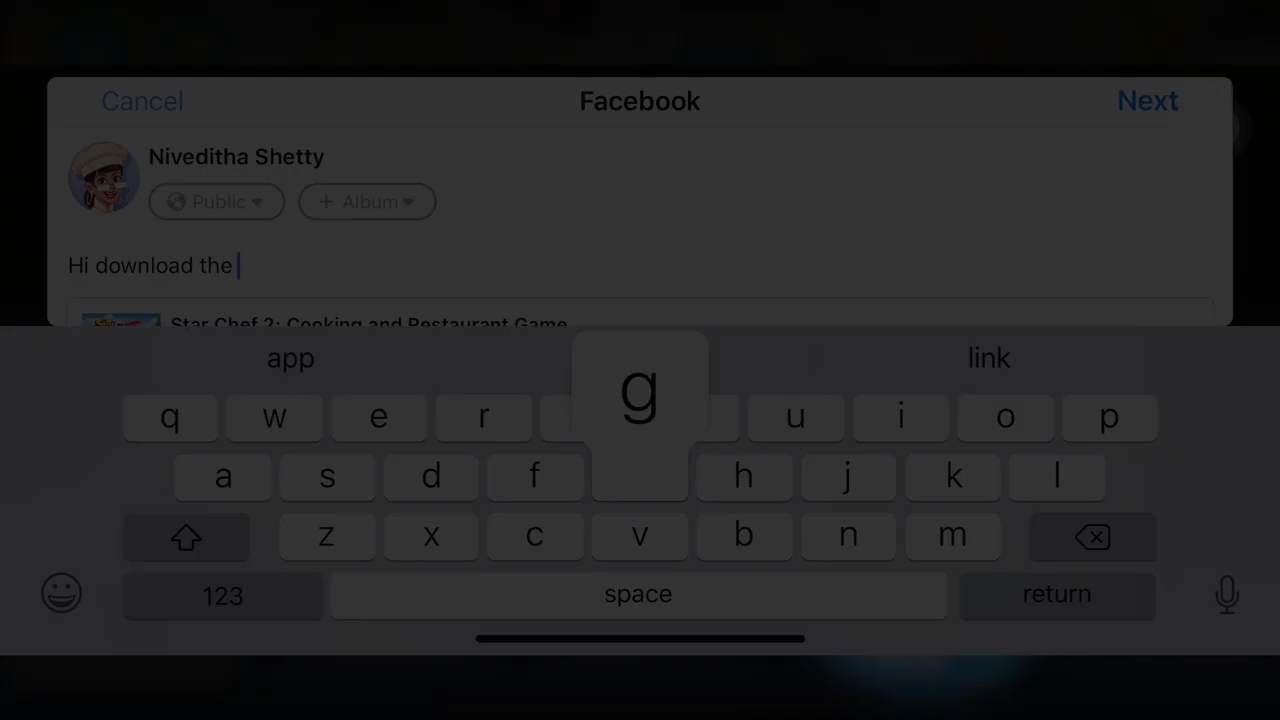 Cancel Facebook Next
Niveditha Shetty
Public + Album
Hi download the
Star Chef 2: Cooking and Restaurant Game
app link
g
q w e r u i o p
a s d f h j k l
z x c v b n m
123 space return